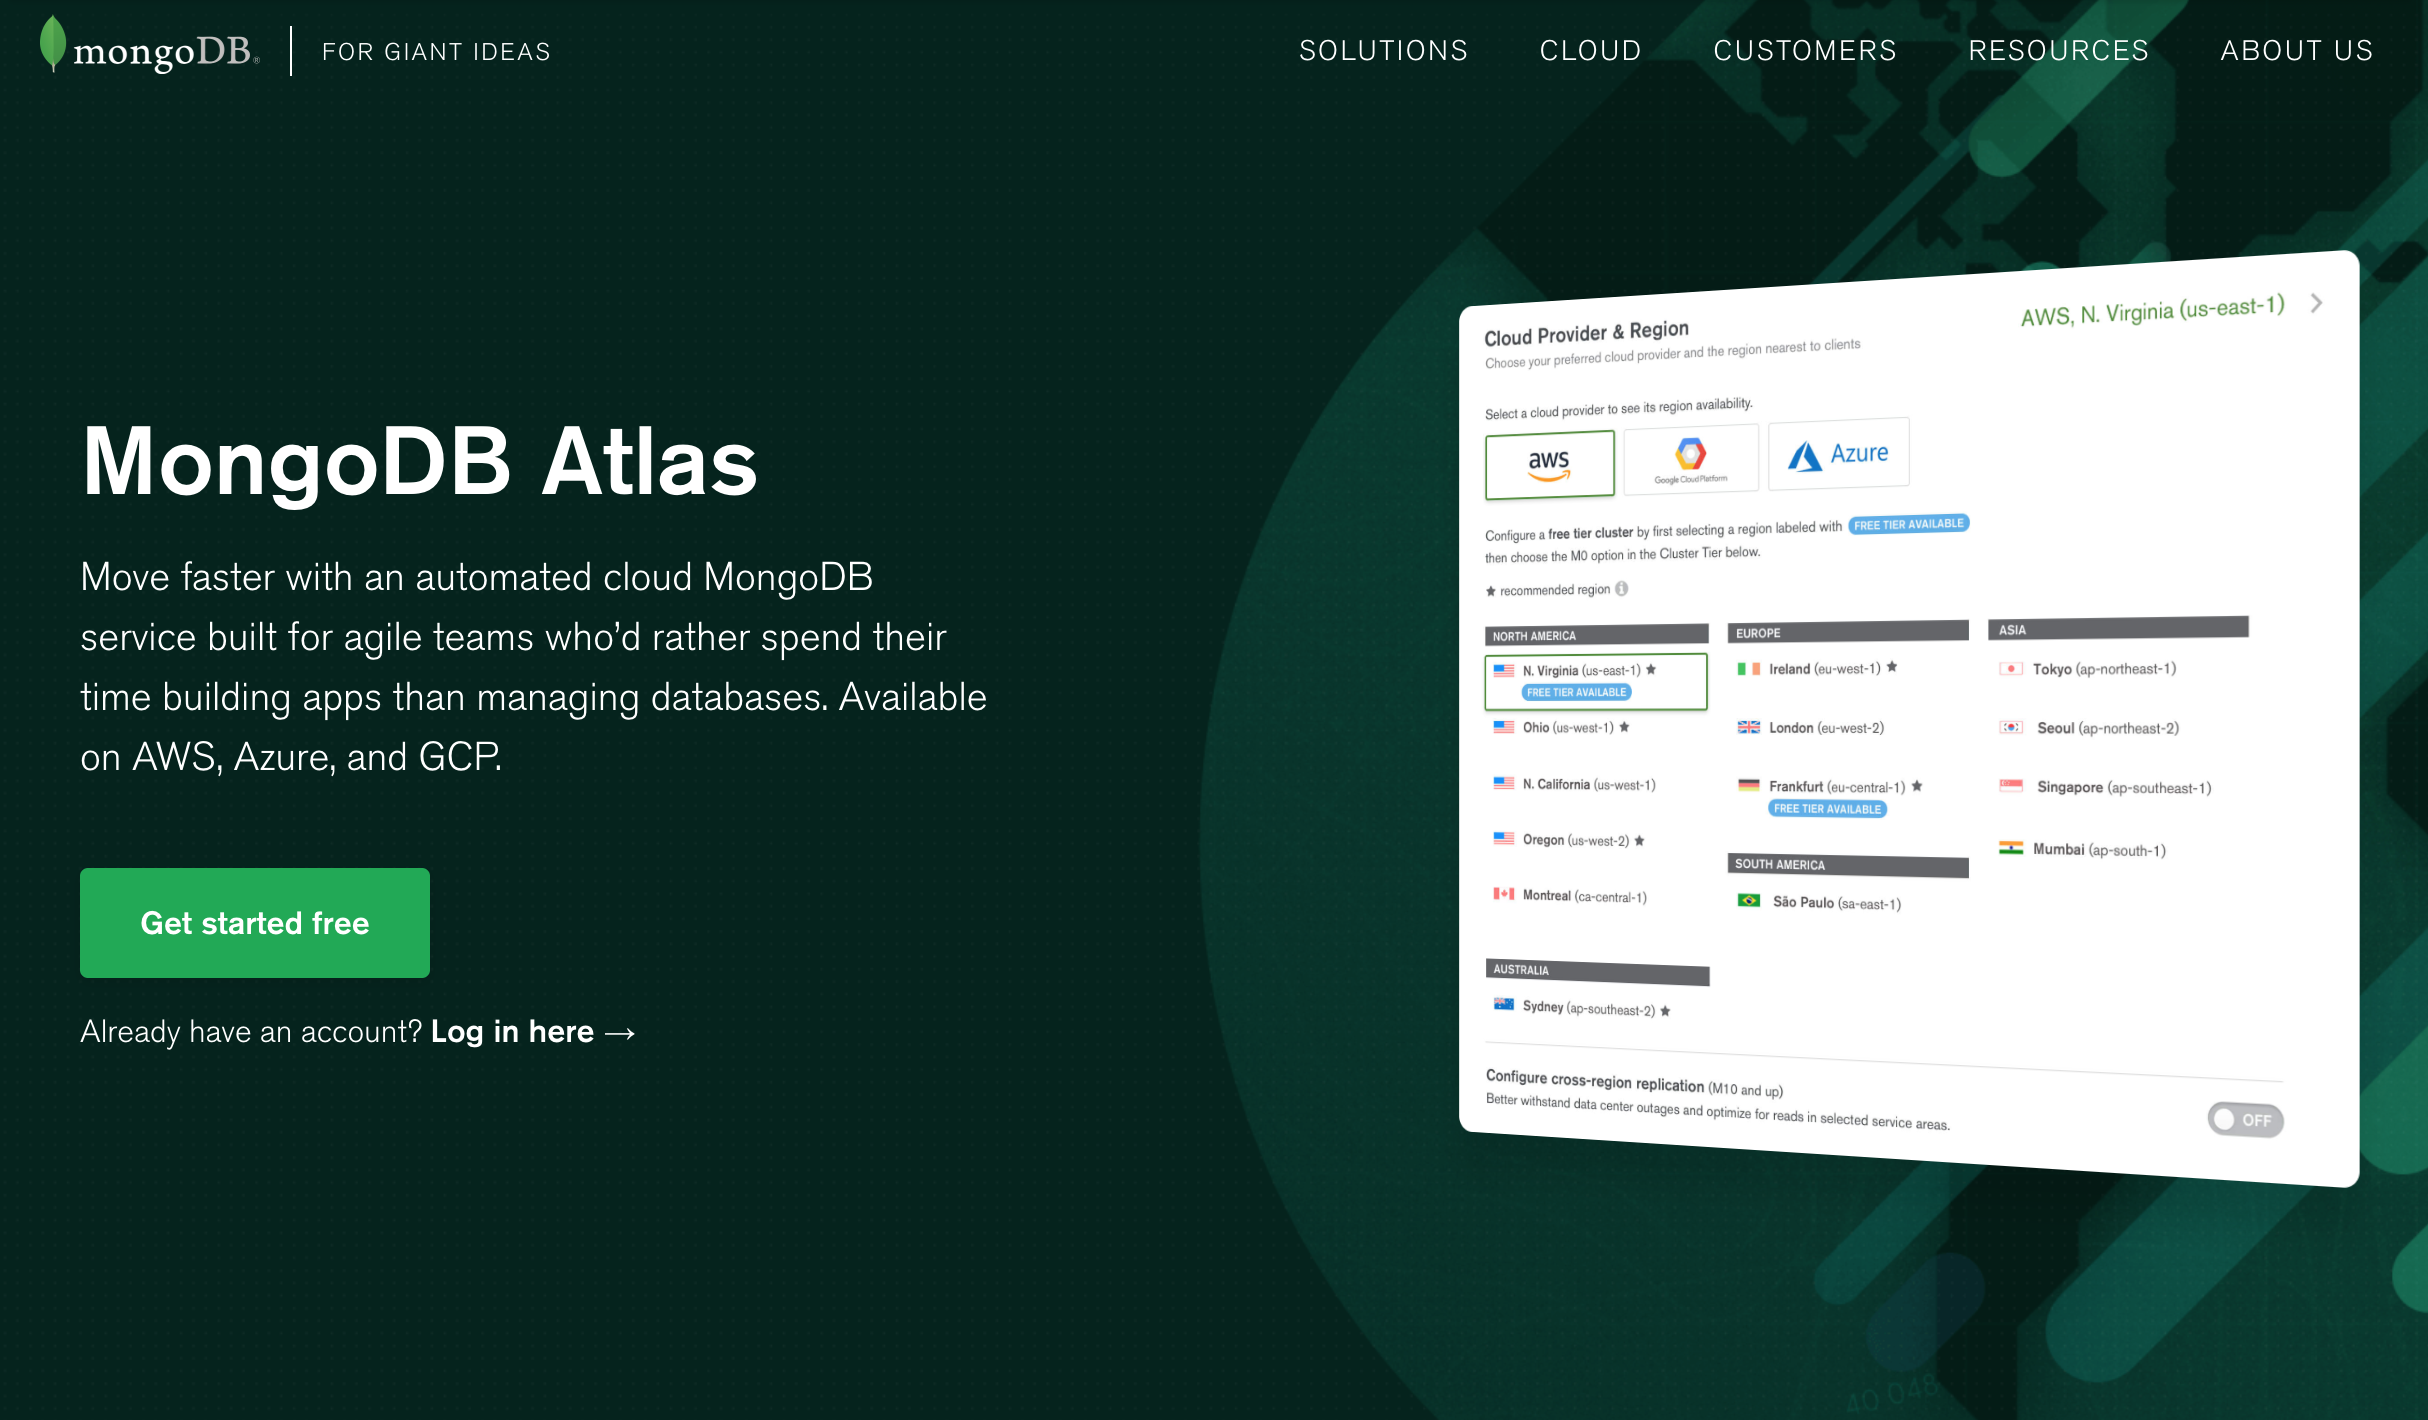 mongoDB®
FOR GIANT IDEAS
SOLUTIONS
CLOUD
CUSTOMERS
RESOURCES
ABOUT US
MongoDB Atlas
Move faster with an automated cloud MongoDB
service built for agile teams who’d rather spend their
time building apps than managing databases. Available
on AWS, Azure, and GCP.
Get started free
Already have an account? Log in here →
Cloud Provider & Region
Choose your preferred cloud provider and the region nearest to clients
AWS, N. Virginia (us-east-1)
Select a cloud provider to see its region availability.
aws
Google Cloud Platform
Azure
Configure a free tier cluster by first selecting a region labeled with FREE TIER AVAILABLE
then choose the M0 option in the Cluster Tier below.
★ recommended region
NORTH AMERICA
N. Virginia (us-east-1) ★
FREE TIER AVAILABLE
Ohio (us-west-1) ★
N. California (us-west-1)
Oregon (us-west-2) ★
Montreal (ca-central-1)
AUSTRALIA
Sydney (ap-southeast-2) ★
EUROPE
Ireland (eu-west-1) ★
London (eu-west-2)
Frankfurt (eu-central-1) ★
FREE TIER AVAILABLE
SOUTH AMERICA
São Paulo (sa-east-1)
ASIA
Tokyo (ap-northeast-1)
Seoul (ap-northeast-2)
Singapore (ap-southeast-1)
Mumbai (ap-south-1)
Configure cross-region replication (M10 and up)
Better withstand data center outages and optimize for reads in selected service areas.
OFF
40 048